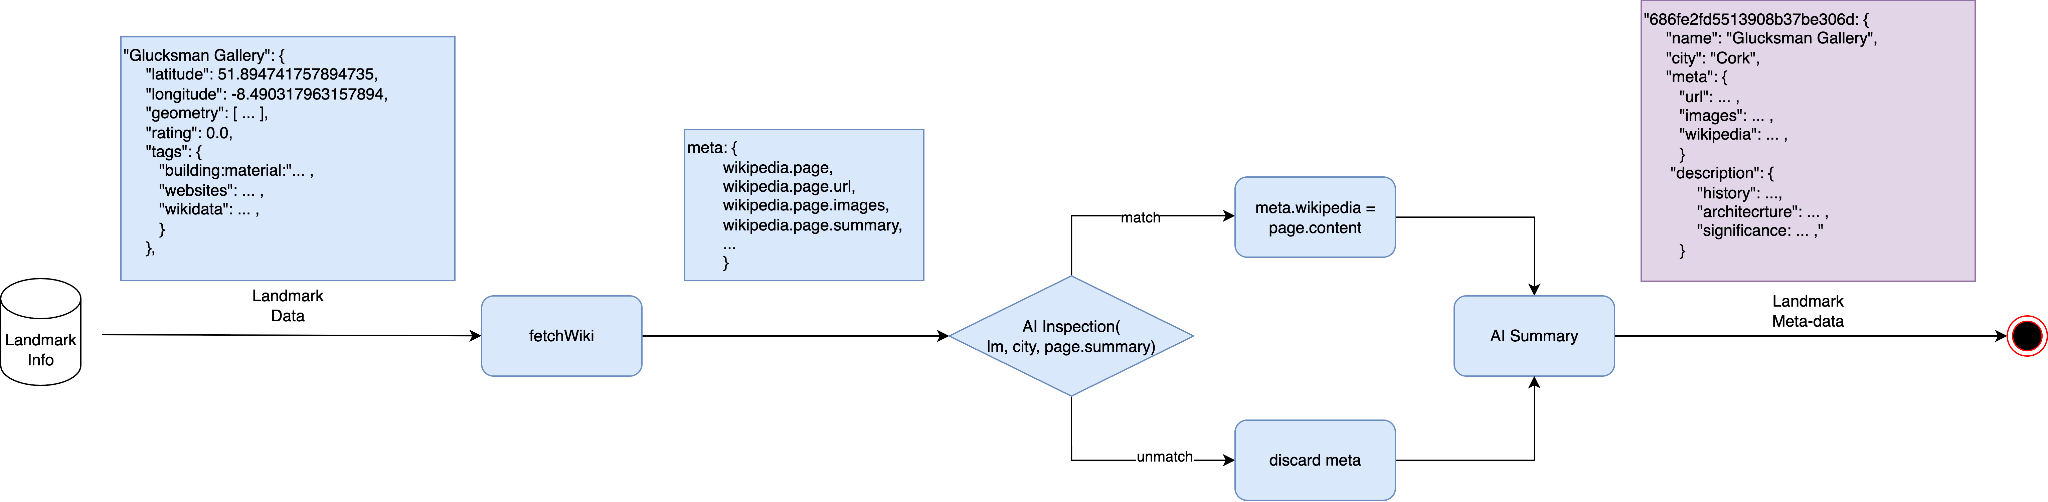 "Glucksman Gallery": {
"latitude": 51.894741757894735,
"longitude": -8.490317963157894,
"geometry": [ ... ],
"rating": 0.0,
"tags": {
"building:material:"... ,
"websites": ... ,
"wikidata": ... ,
}
},
Landmark
Info
Landmark
Data
fetchWiki
meta: {
wikipedia.page,
wikipedia.page.url,
wikipedia.page.images,
wikipedia.page.summary,
...
}
AI Inspection(
lm, city, page.summary)
match
meta.wikipedia =
page.content
unmatch
discard meta
AI Summary
"686fe2fd5513908b37be306d: {
"name": "Glucksman Gallery",
"city": "Cork",
"meta": {
"url": ... ,
"images": ... ,
"wikipedia": ... ,
}
"description": {
"history": ...,
"architecrture": ... ,
"significance: ... ,"
}
Landmark
Meta-data